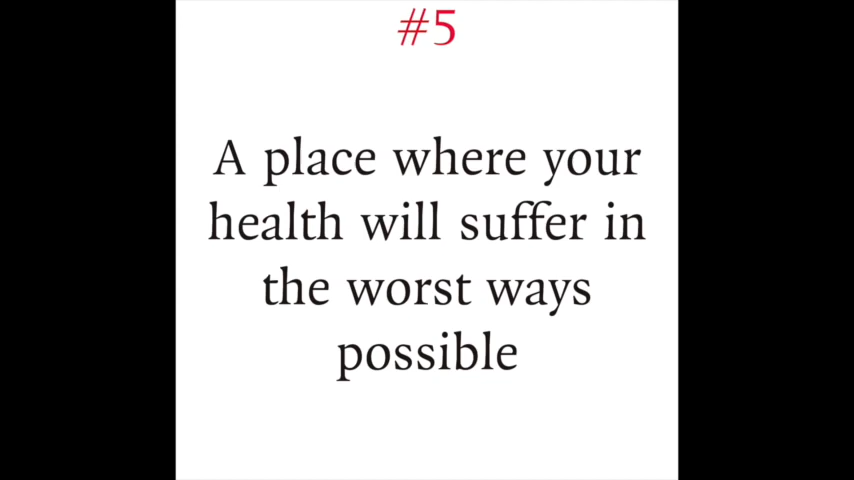 #5
A place where your
health will suffer in
the worst ways
possible